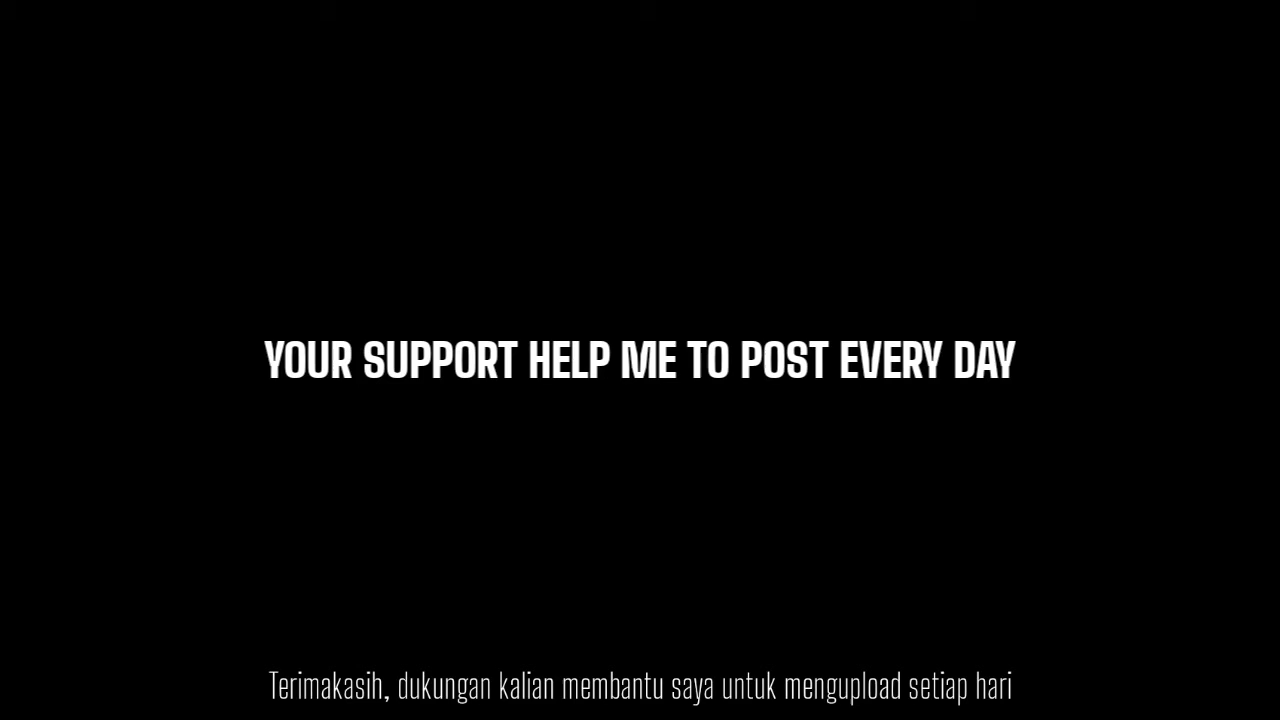 YOUR SUPPORT HELP ME TO POST EVERY DAY
Terimakasih, dukungan kalian membantu saya untuk mengupload setiap hari